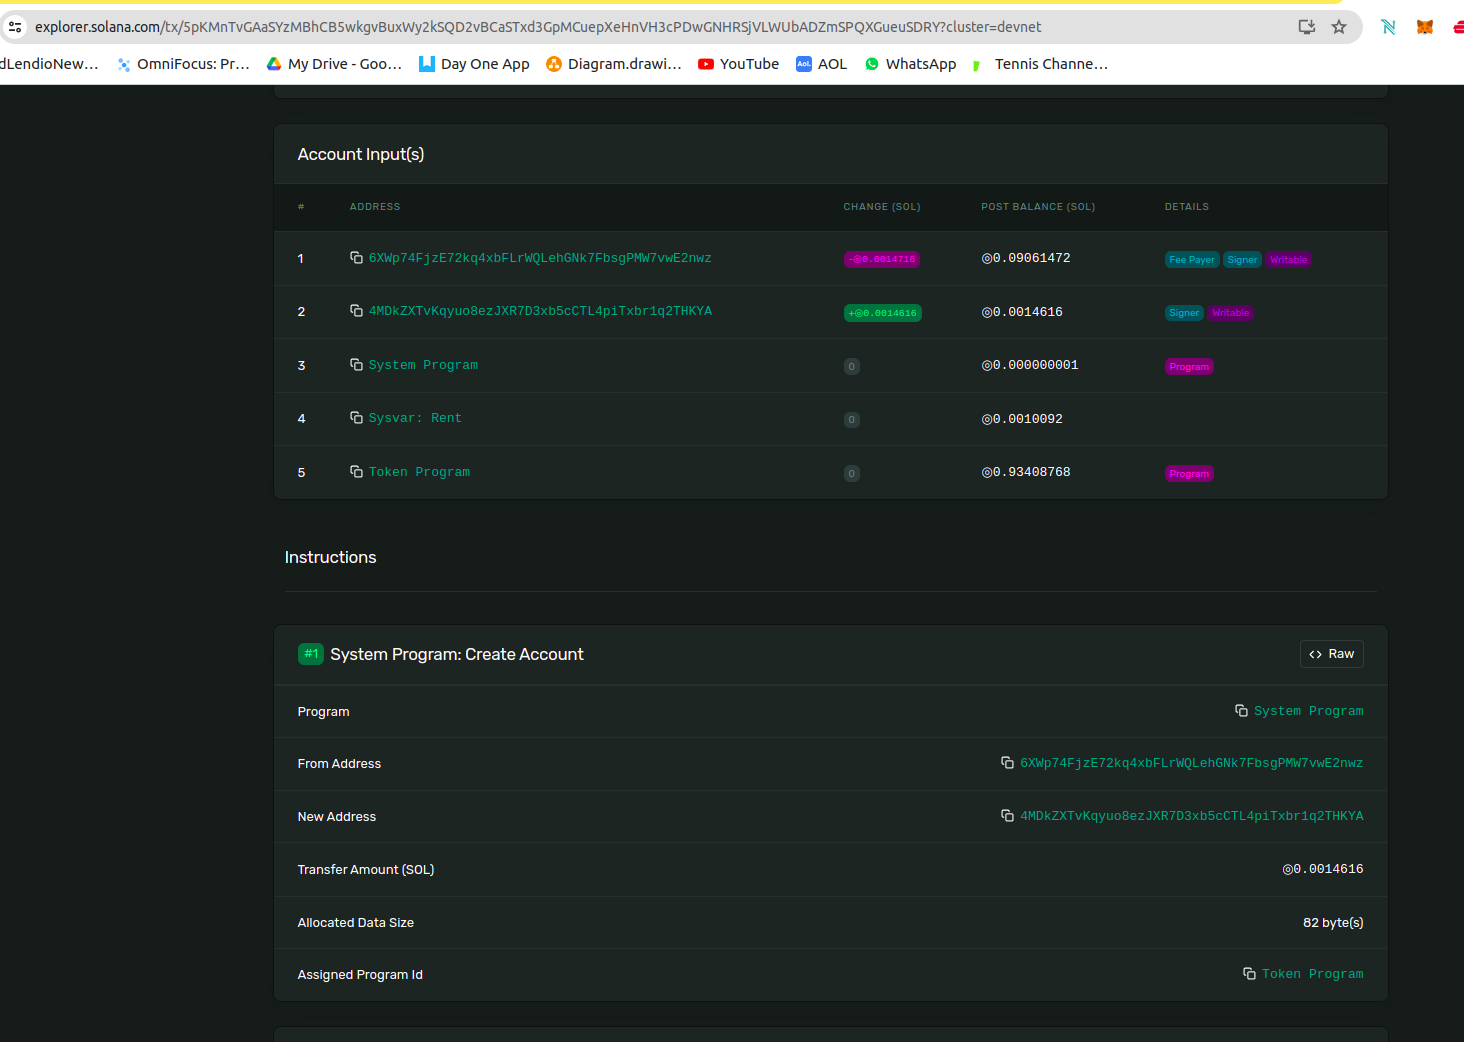 explorer.solana.com/tx/5pKMnTvGAaSYzMBhCB5wkgvBuxWy2kSQD2vBCaSTxd3GpMCuepXeHnVH3cPDwGNHRSjVLWUbADZmSPQXGueuSDRY?cluster=devnet
dLendioNew... OmniFocus: Pr... My Drive - Goo... Day One App Diagram.drawi... YouTube Aol. AOL WhatsApp Tennis Channe...
Account Input(s)
# ADDRESS CHANGE (SOL) POST BALANCE (SOL) DETAILS
1 6XWp74FjzE72kq4xbFLrWQLehGNk7FbsgPMW7vwE2nwz -◎0.0014716 ◎0.09061472 Fee Payer Signer Writable
2 4MDkZXTvKqyuo8ezJXR7D3xb5cCTL4piTxbr1q2THKYA +◎0.0014616 ◎0.0014616 Signer Writable
3 System Program 0 ◎0.000000001 Program
4 Sysvar: Rent 0 ◎0.0010092
5 Token Program 0 ◎0.93408768 Program
Instructions
#1 System Program: Create Account <> Raw
Program System Program
From Address 6XWp74FjzE72kq4xbFLrWQLehGNk7FbsgPMW7vwE2nwz
New Address 4MDkZXTvKqyuo8ezJXR7D3xb5cCTL4piTxbr1q2THKYA
Transfer Amount (SOL) ◎0.0014616
Allocated Data Size 82 byte(s)
Assigned Program Id Token Program